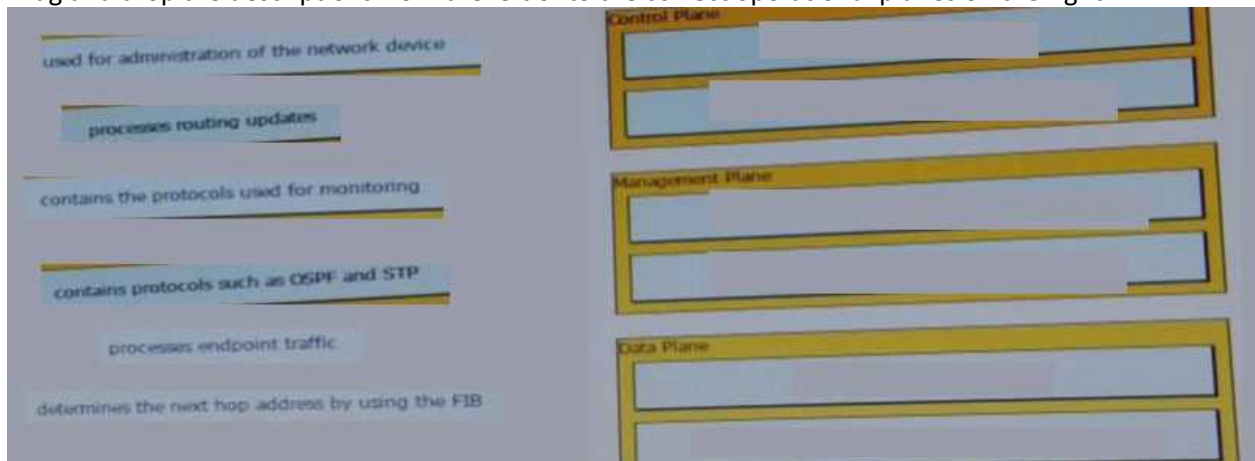 used for administration of the network device
processes routing updates
contains the protocols used for monitoring
contains protocols such as OSPF and STP
processes endpoint traffic
determines the next hop address by using the FIB
Control Plane
Management Plane
Data Plane